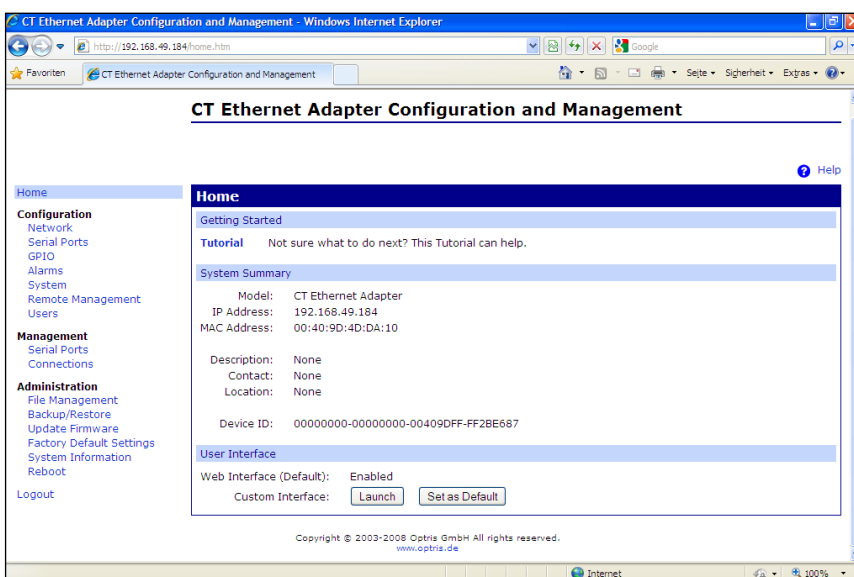 CT Ethernet Adapter Configuration and Management - Windows Internet Explorer
http://192.168.49.184/home.htm
Google
Favoriten CT Ethernet Adapter Configuration and Management Seite Sicherheit Extras
CT Ethernet Adapter Configuration and Management
Help
Home
Configuration
Network
Serial Ports
GPIO
Alarms
System
Remote Management
Users
Management
Serial Ports
Connections
Administration
File Management
Backup/Restore
Update Firmware
Factory Default Settings
System Information
Reboot
Logout
Home
Getting Started
Tutorial Not sure what to do next? This Tutorial can help.
System Summary
Model: CT Ethernet Adapter
IP Address: 192.168.49.184
MAC Address: 00:40:9D:4D:DA:10
Description: None
Contact: None
Location: None
Device ID: 00000000-00000000-00409DFF-FF2BE687
User Interface
Web Interface (Default): Enabled
Custom Interface: Launch Set as Default
Copyright © 2003-2008 Optris GmbH All rights reserved.
www.optris.de
Internet 100%